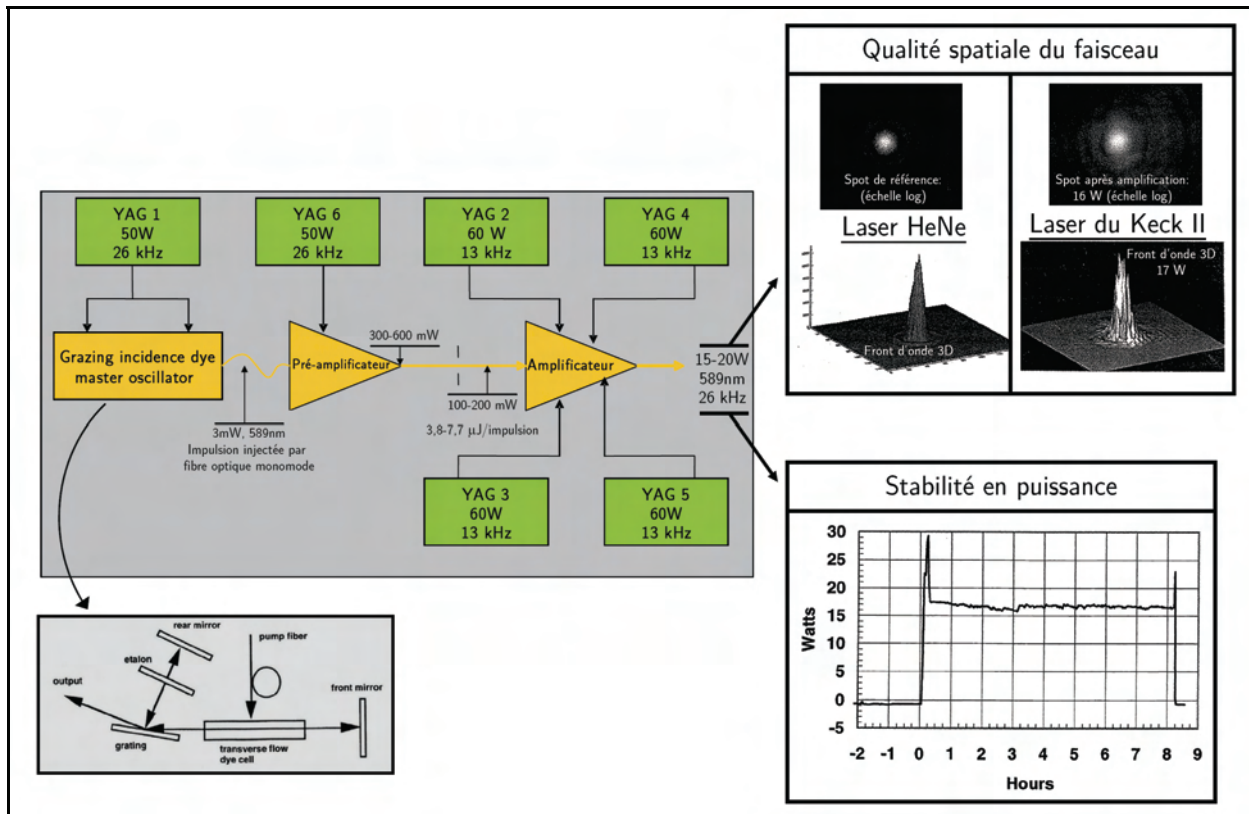 Qualité spatiale du faisceau
Spot de référence:
(échelle log)
Laser HeNe
Front d'onde 3D
Spot après amplification:
16 W (échelle log)
Laser du Keck II
Front d'onde 3D
17 W
YAG 1
50W
26 kHz
YAG 6
50W
26 kHz
YAG 2
60 W
13 kHz
YAG 4
60W
13 kHz
Grazing incidence dye
master oscillator
3mW, 589nm
Impulsion injectée par
fibre optique monomode
Pré-amplificateur
300-600 mW
100-200 mW
3,8-7,7 μJ/impulsion
Amplificateur
15-20W
589nm
26 kHz
YAG 3
60W
13 kHz
YAG 5
60W
13 kHz
rear mirror
etalon
output
grating
pump fiber
front mirror
transverse flow
dye cell
Stabilité en puissance
Watts
30
25
20
15
10
5
0
-5
-2 -1 0 1 2 3 4 5 6 7 8 9
Hours